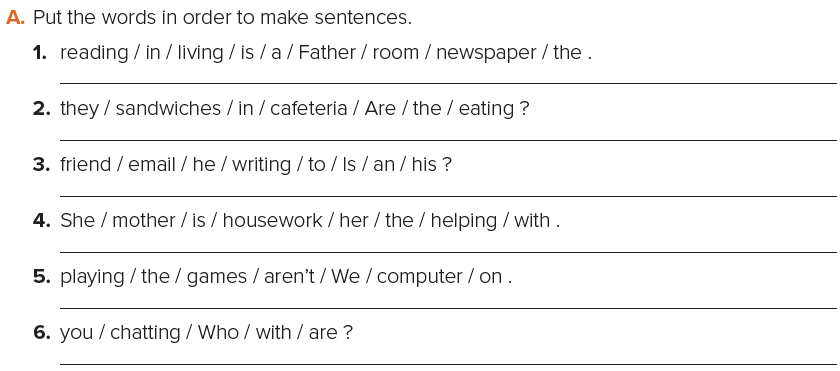 A. Put the words in order to make sentences.
1. reading / in / living / is / a / Father / room / newspaper / the .
2. they / sandwiches / in / cafeteria / Are / the / eating ?
3. friend / email / he / writing / to / Is / an / his ?
4. She / mother / is / housework / her / the / helping / with .
5. playing / the / games / aren't / We / computer / on .
6. you / chatting / Who / with / are ?